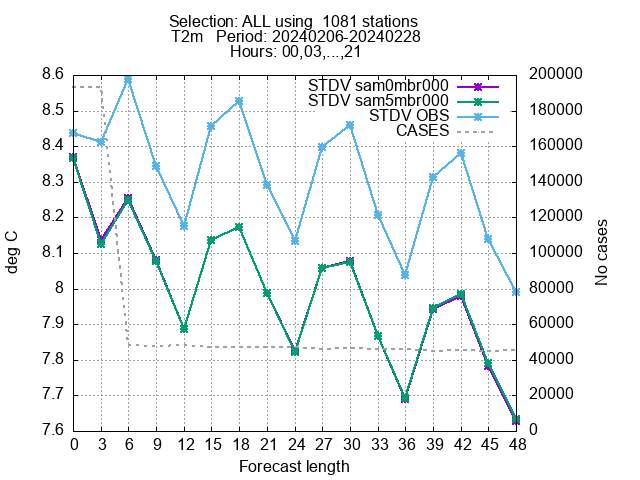 Selection: ALL using  1081 stations
T2m   Period: 20240206-20240228
Hours: 00,03,...,21
STDV sam0mbr000
STDV sam5mbr000
STDV OBS
CASES
8.6
8.5
8.4
8.3
8.2
8.1
8
7.9
7.8
7.7
7.6
deg C
200000
180000
160000
140000
120000
100000
80000
60000
40000
20000
0
No cases
0 3 6 9 12 15 18 21 24 27 30 33 36 39 42 45 48
Forecast length